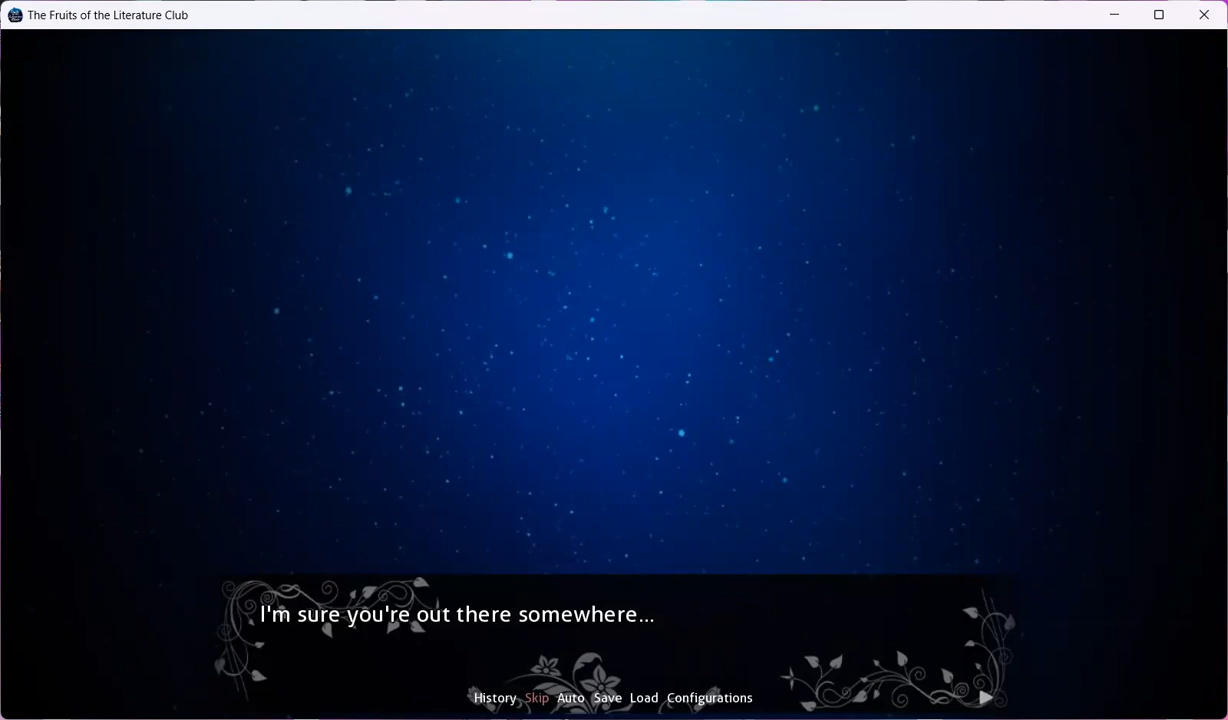 The Fruits of the Literature Club
I'm sure you're out there somewhere...
History Skip Auto Save Load Configurations